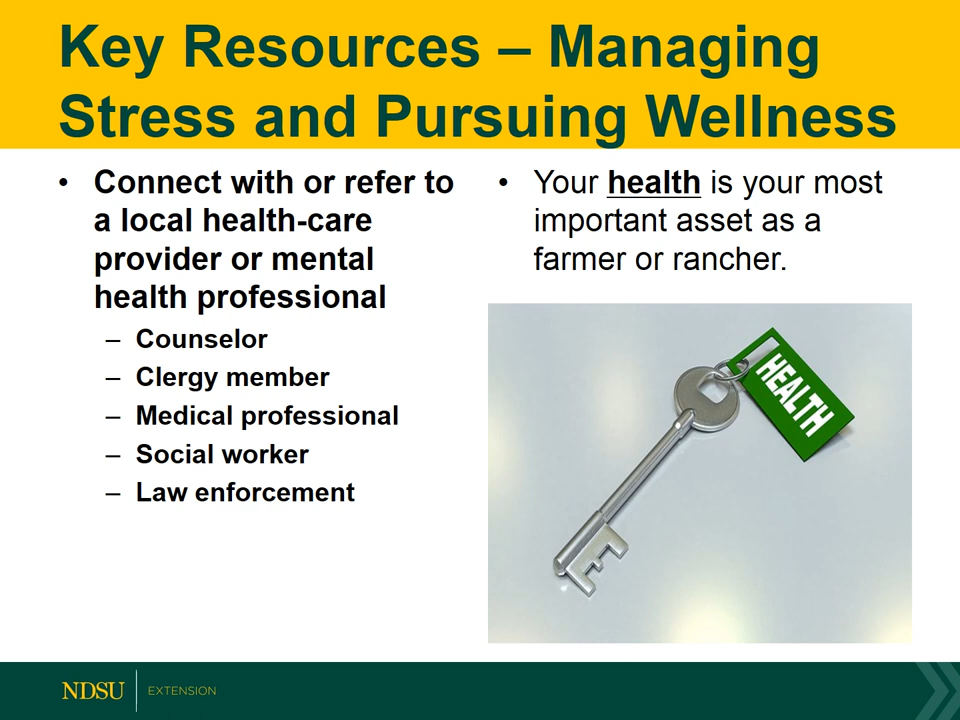 Key Resources – Managing
Stress and Pursuing Wellness
• Connect with or refer to
a local health-care
provider or mental
health professional
– Counselor
– Clergy member
– Medical professional
– Social worker
– Law enforcement
• Your health is your most
important asset as a
farmer or rancher.
HEALTH
NDSU EXTENSION